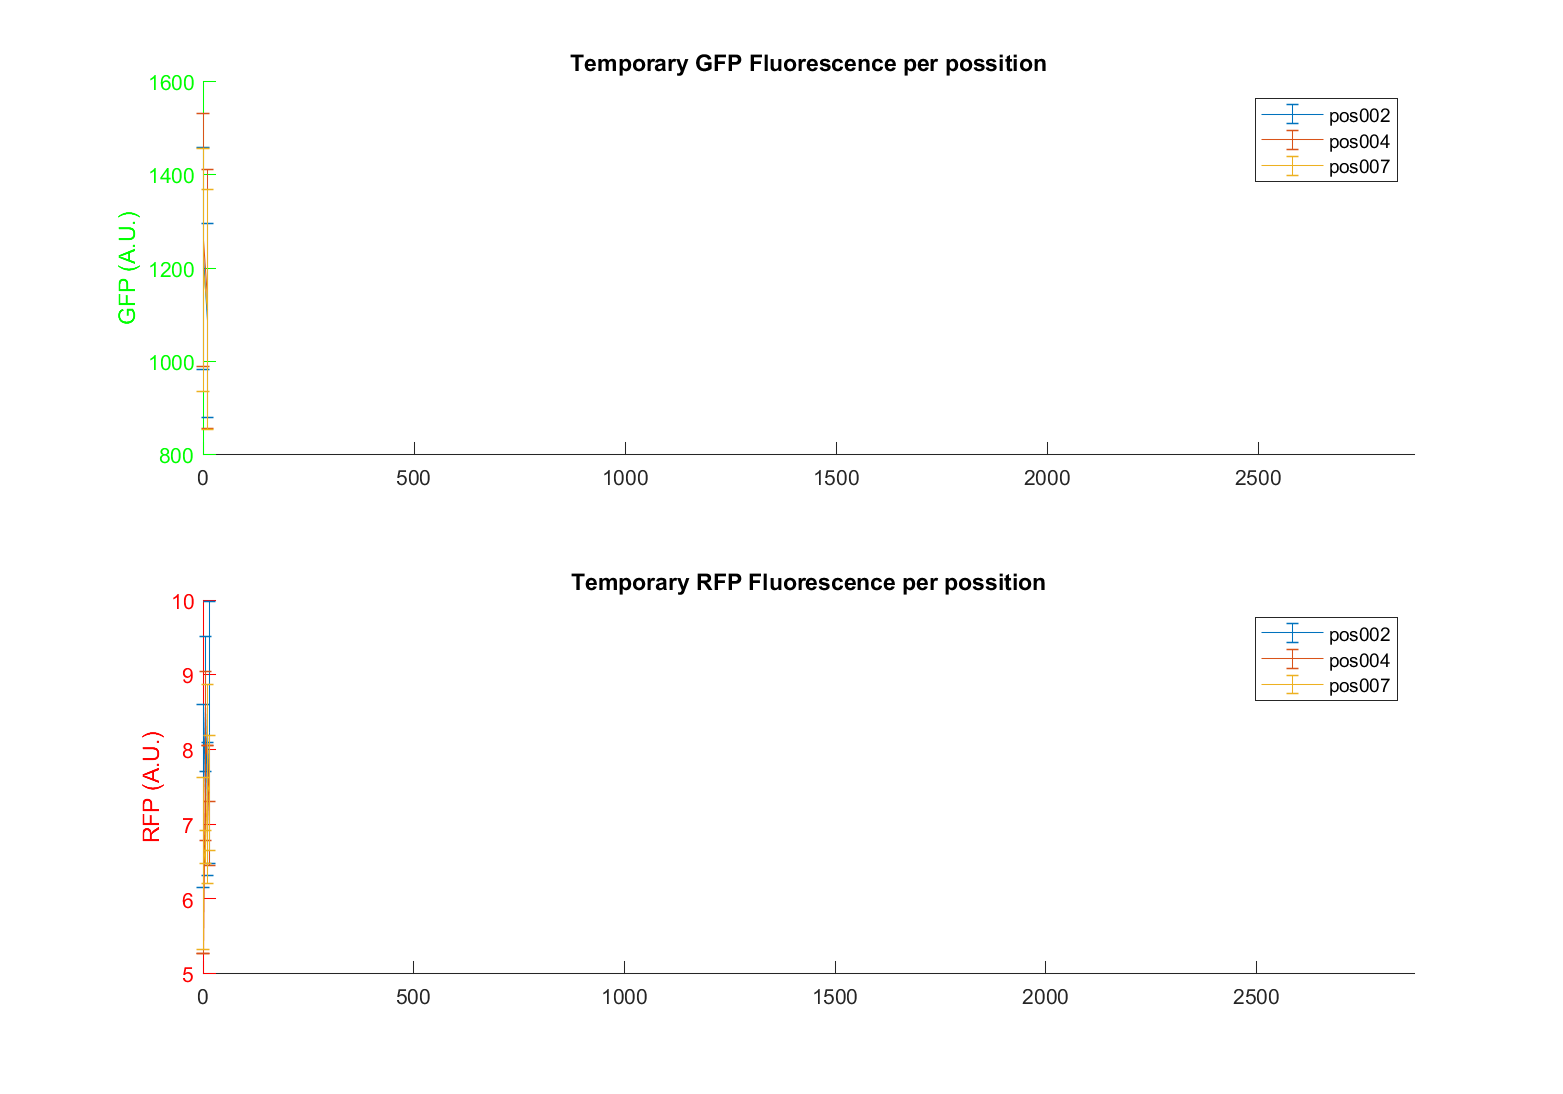 Temporary GFP Fluorescence per possition
1600
1400
1200
1000
800
GFP (A.U.)
0 500 1000 1500 2000 2500
pos002
pos004
pos007
Temporary RFP Fluorescence per possition
10
9
8
7
6
5
RFP (A.U.)
0 500 1000 1500 2000 2500
pos002
pos004
pos007